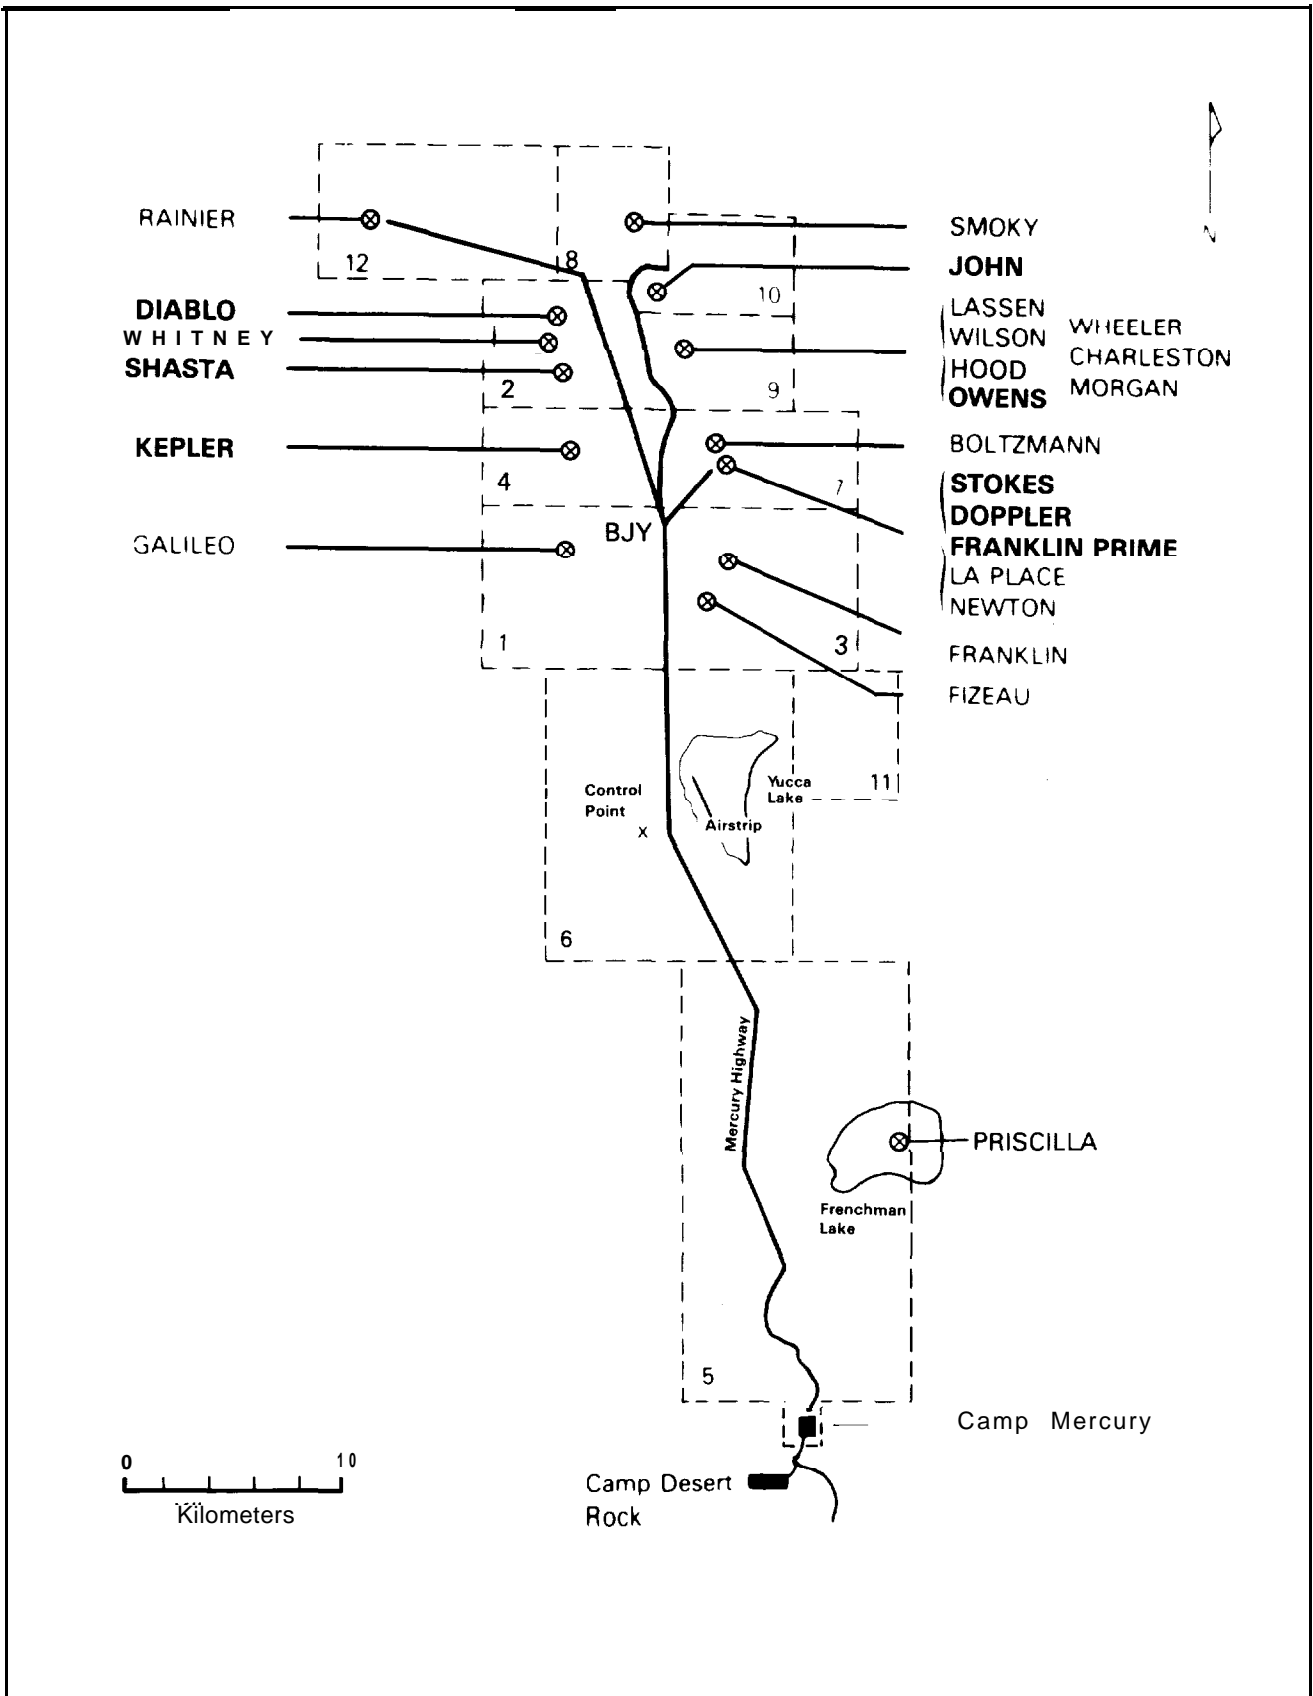 N
RAINIER
SMOKY
12
8
JOHN
10
DIABLO
LASSEN
WHITNEY
WILSON WHEELER
SHASTA
HOOD CHARLESTON
2
9
OWENS MORGAN
KEPLER
BOLTZMANN
4
7
STOKES
DOPPLER
BJY
GALILEO
FRANKLIN PRIME
LA PLACE
NEWTON
1
3
FRANKLIN
FIZEAU
Control
Point
X
Yucca
Lake
11
Airstrip
6
Mercury Highway
PRISCILLA
Frenchman
Lake
5
Camp Mercury
0 10
Kilometers
Camp Desert
Rock